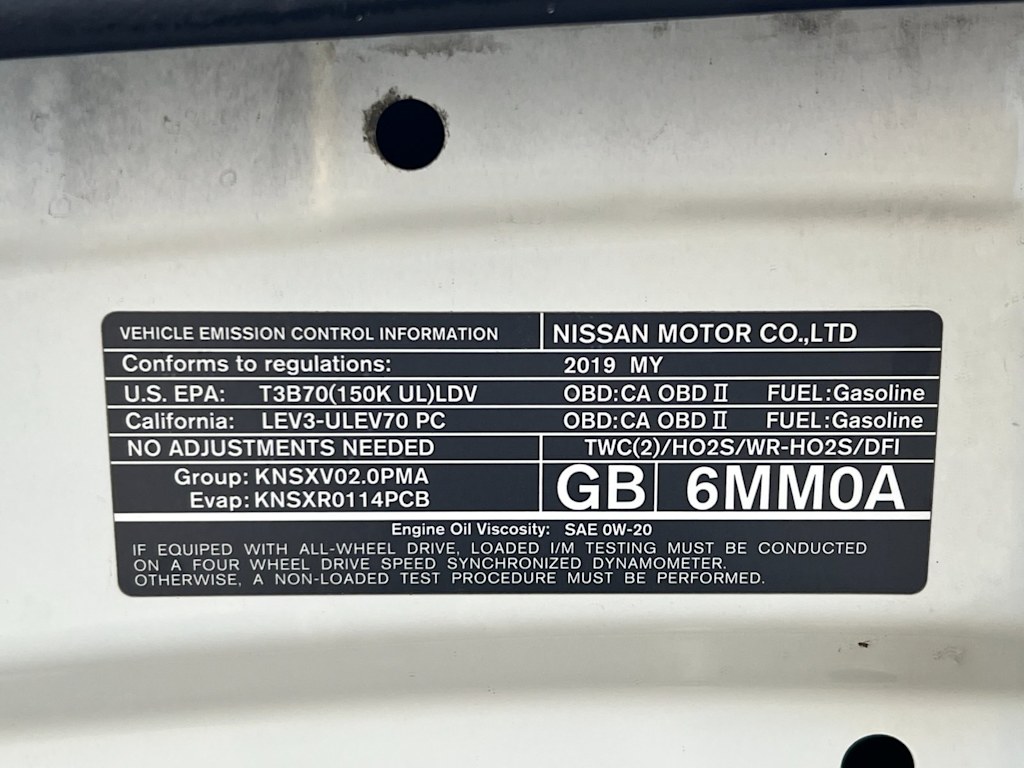 VEHICLE EMISSION CONTROL INFORMATION NISSAN MOTOR CO.,LTD
Conforms to regulations: 2019 MY
U.S. EPA: T3B70(150K UL)LDV OBD:CA OBD II FUEL:Gasoline
California: LEV3-ULEV70 PC OBD:CA OBD II FUEL:Gasoline
NO ADJUSTMENTS NEEDED TWC(2)/HO2S/WR-HO2S/DFI
Group: KNSXV02.0PMA
Evap: KNSXR0114PCB
GB 6MM0A
Engine Oil Viscosity: SAE 0W-20
IF EQUIPED WITH ALL-WHEEL DRIVE, LOADED I/M TESTING MUST BE CONDUCTED
ON A FOUR WHEEL DRIVE SPEED SYNCHRONIZED DYNAMOMETER.
OTHERWISE, A NON-LOADED TEST PROCEDURE MUST BE PERFORMED.